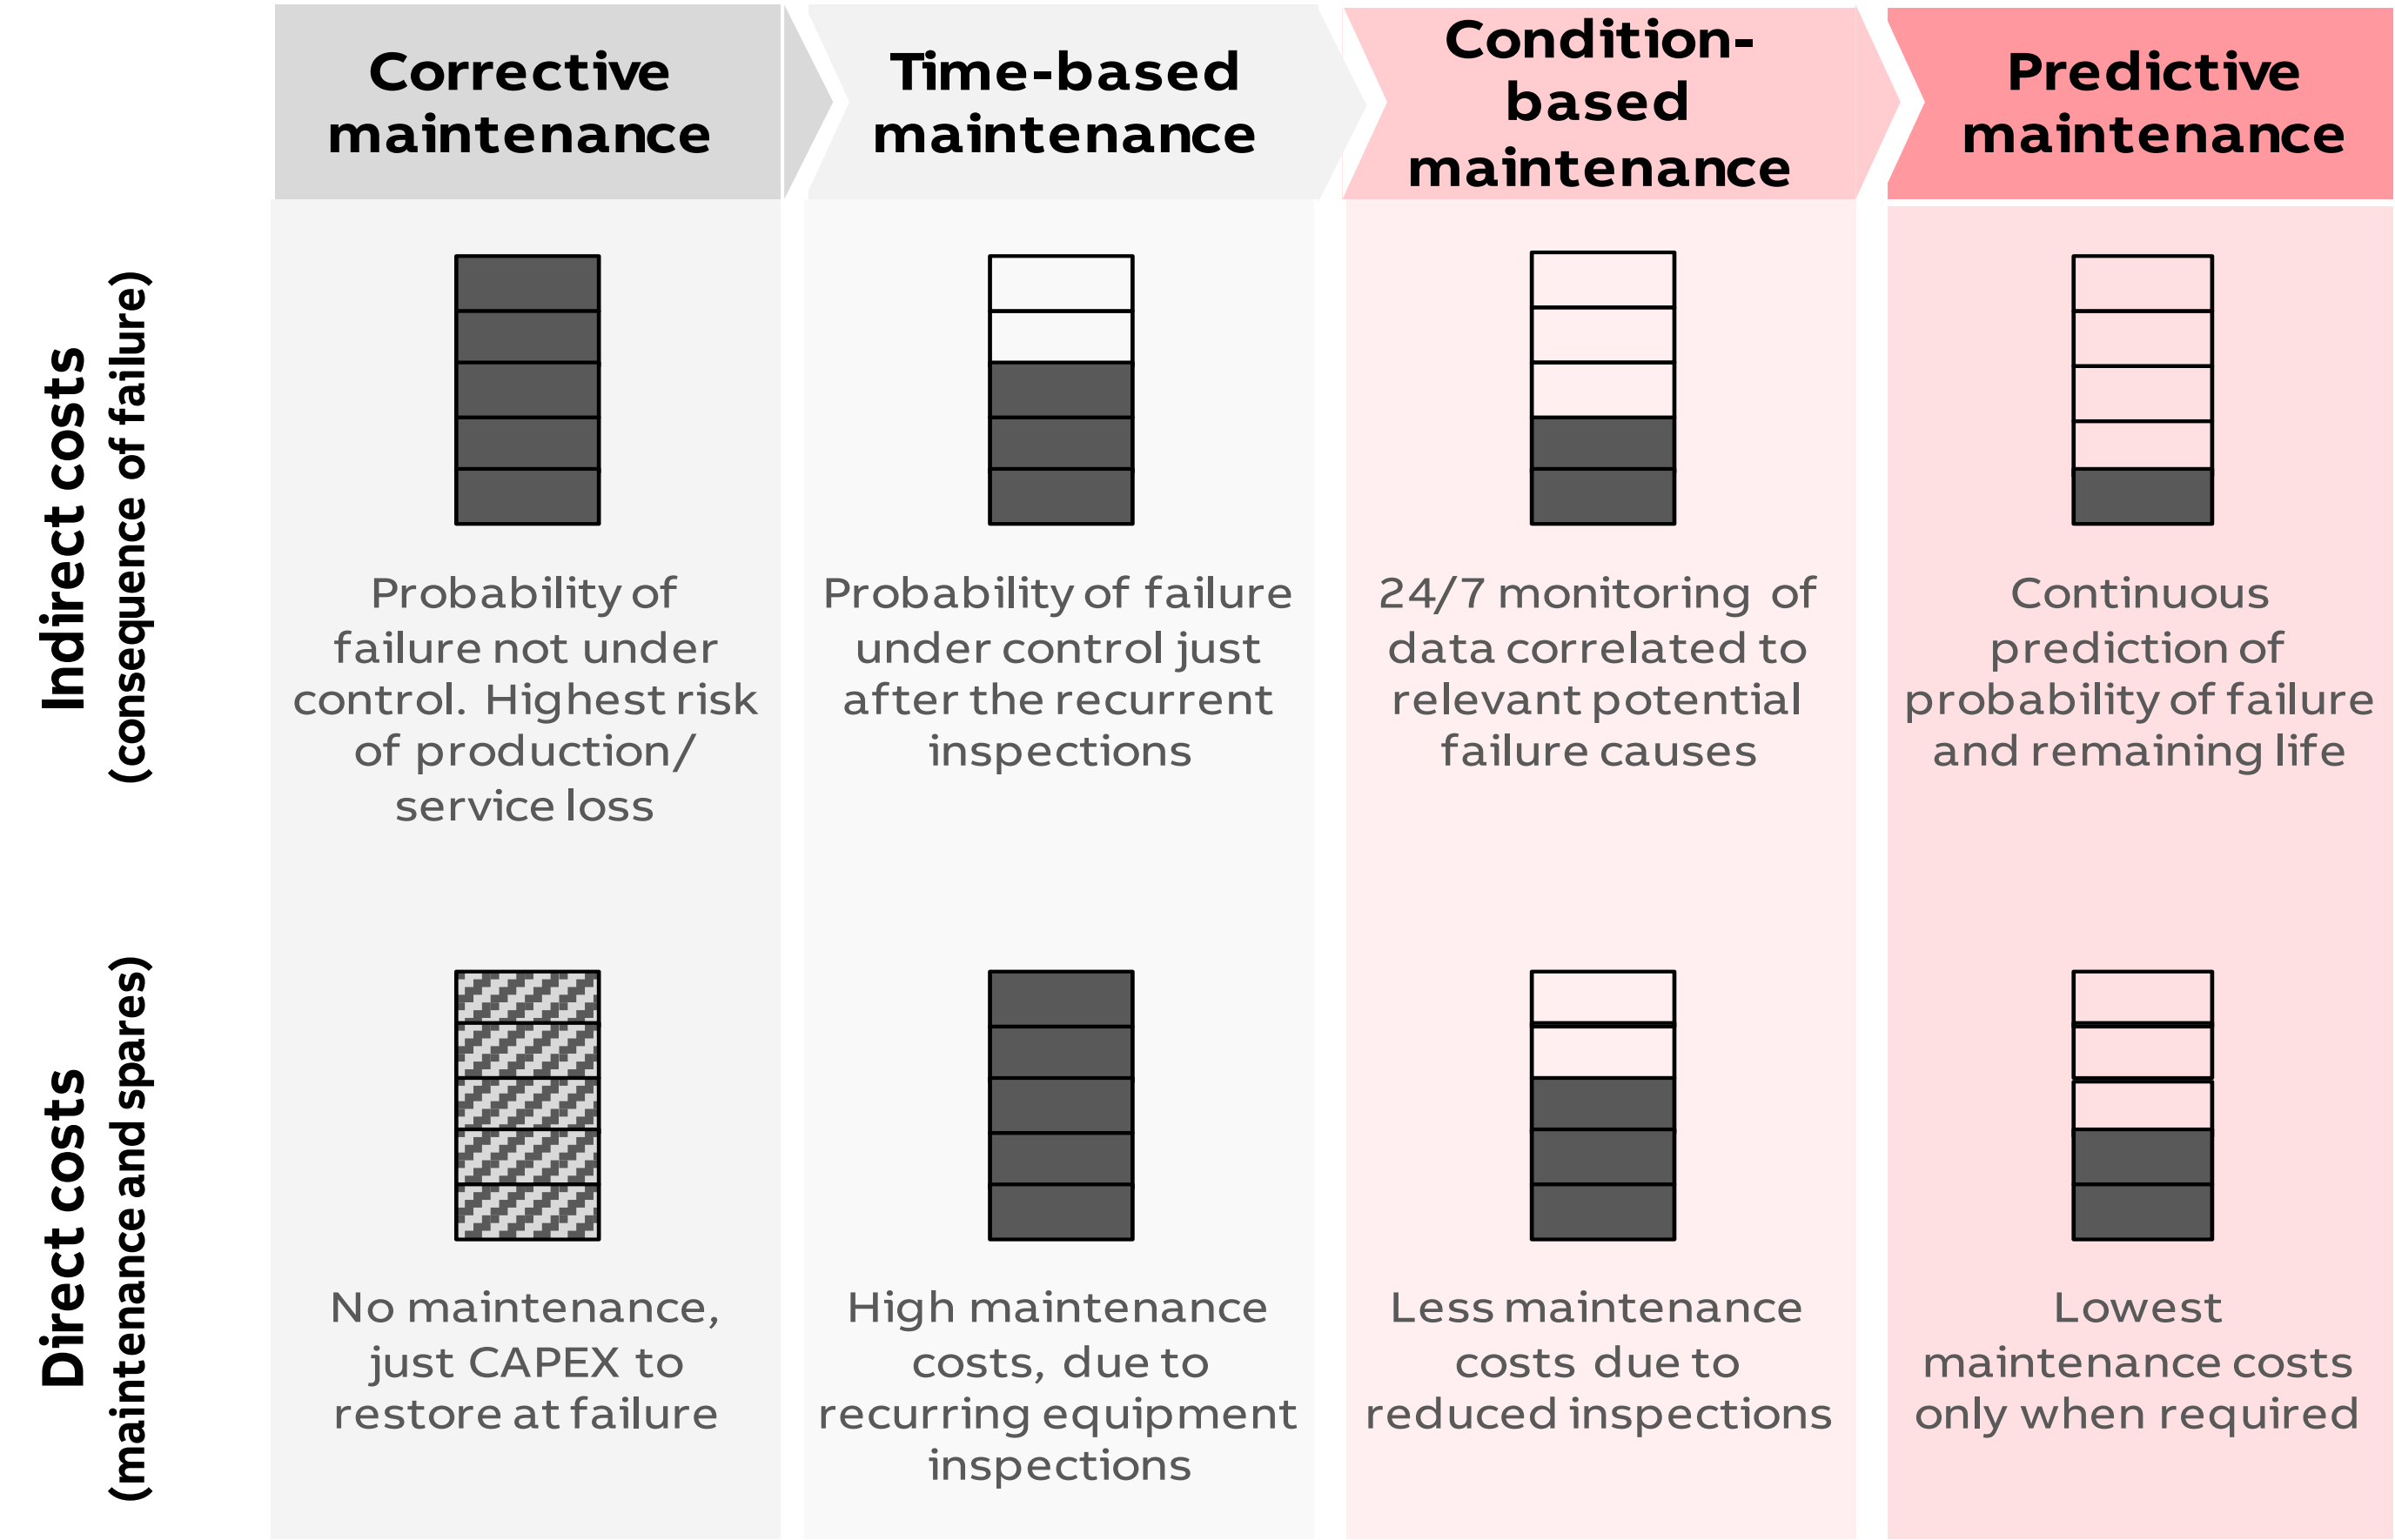 Corrective
maintenance
Time-based
maintenance
Condition-
based
maintenance
Predictive
maintenance
Indirect costs
(consequence of failure)
Probability of
failure not under
control. Highest risk
of production/
service loss
Probability of failure
under control just
after the recurrent
inspections
24/7 monitoring of
data correlated to
relevant potential
failure causes
Continuous
prediction of
probability of failure
and remaining life
Direct costs
(maintenance and spares)
No maintenance,
just CAPEX to
restore at failure
High maintenance
costs, due to
recurring equipment
inspections
Less maintenance
costs due to
reduced inspections
Lowest
maintenance costs
only when required